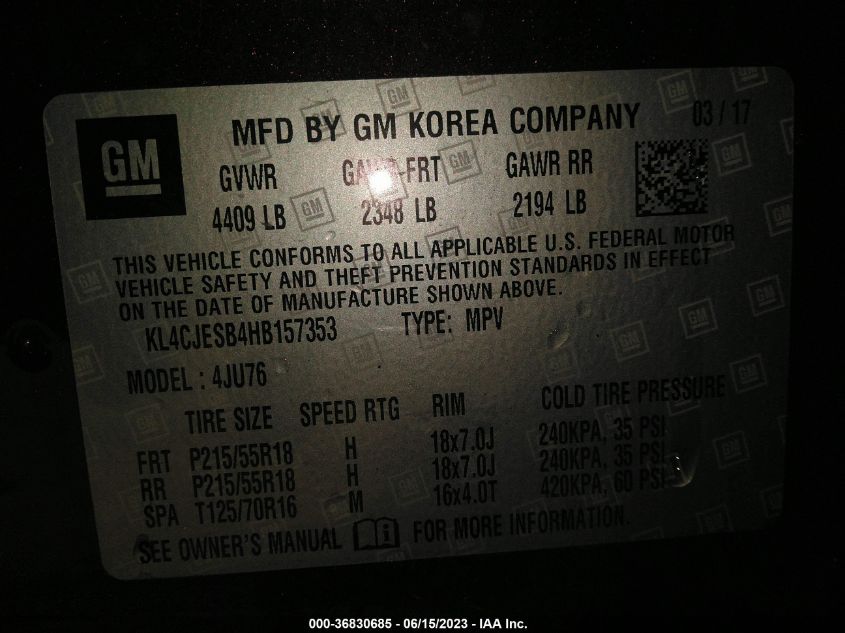 GM
MFD BY GM KOREA COMPANY 03 / 17
GVWR GAWR-FRT GAWR RR
4409 LB 2348 LB 2194 LB
THIS VEHICLE CONFORMS TO ALL APPLICABLE U.S. FEDERAL MOTOR
VEHICLE SAFETY AND THEFT PREVENTION STANDARDS IN EFFECT
ON THE DATE OF MANUFACTURE SHOWN ABOVE.
KL4CJESB4HB157353 TYPE: MPV
MODEL : 4JU76
TIRE SIZE SPEED RTG RIM COLD TIRE PRESSURE
FRT P215/55R18 H 18x7.0J 240KPA, 35 PSI
RR P215/55R18 H 18x7.0J 240KPA, 35 PSI
SPA T125/70R16 M 16x4.0T 420KPA, 60 PSI
SEE OWNER'S MANUAL i FOR MORE INFORMATION.
000-36830685 - 06/15/2023 - IAA Inc.